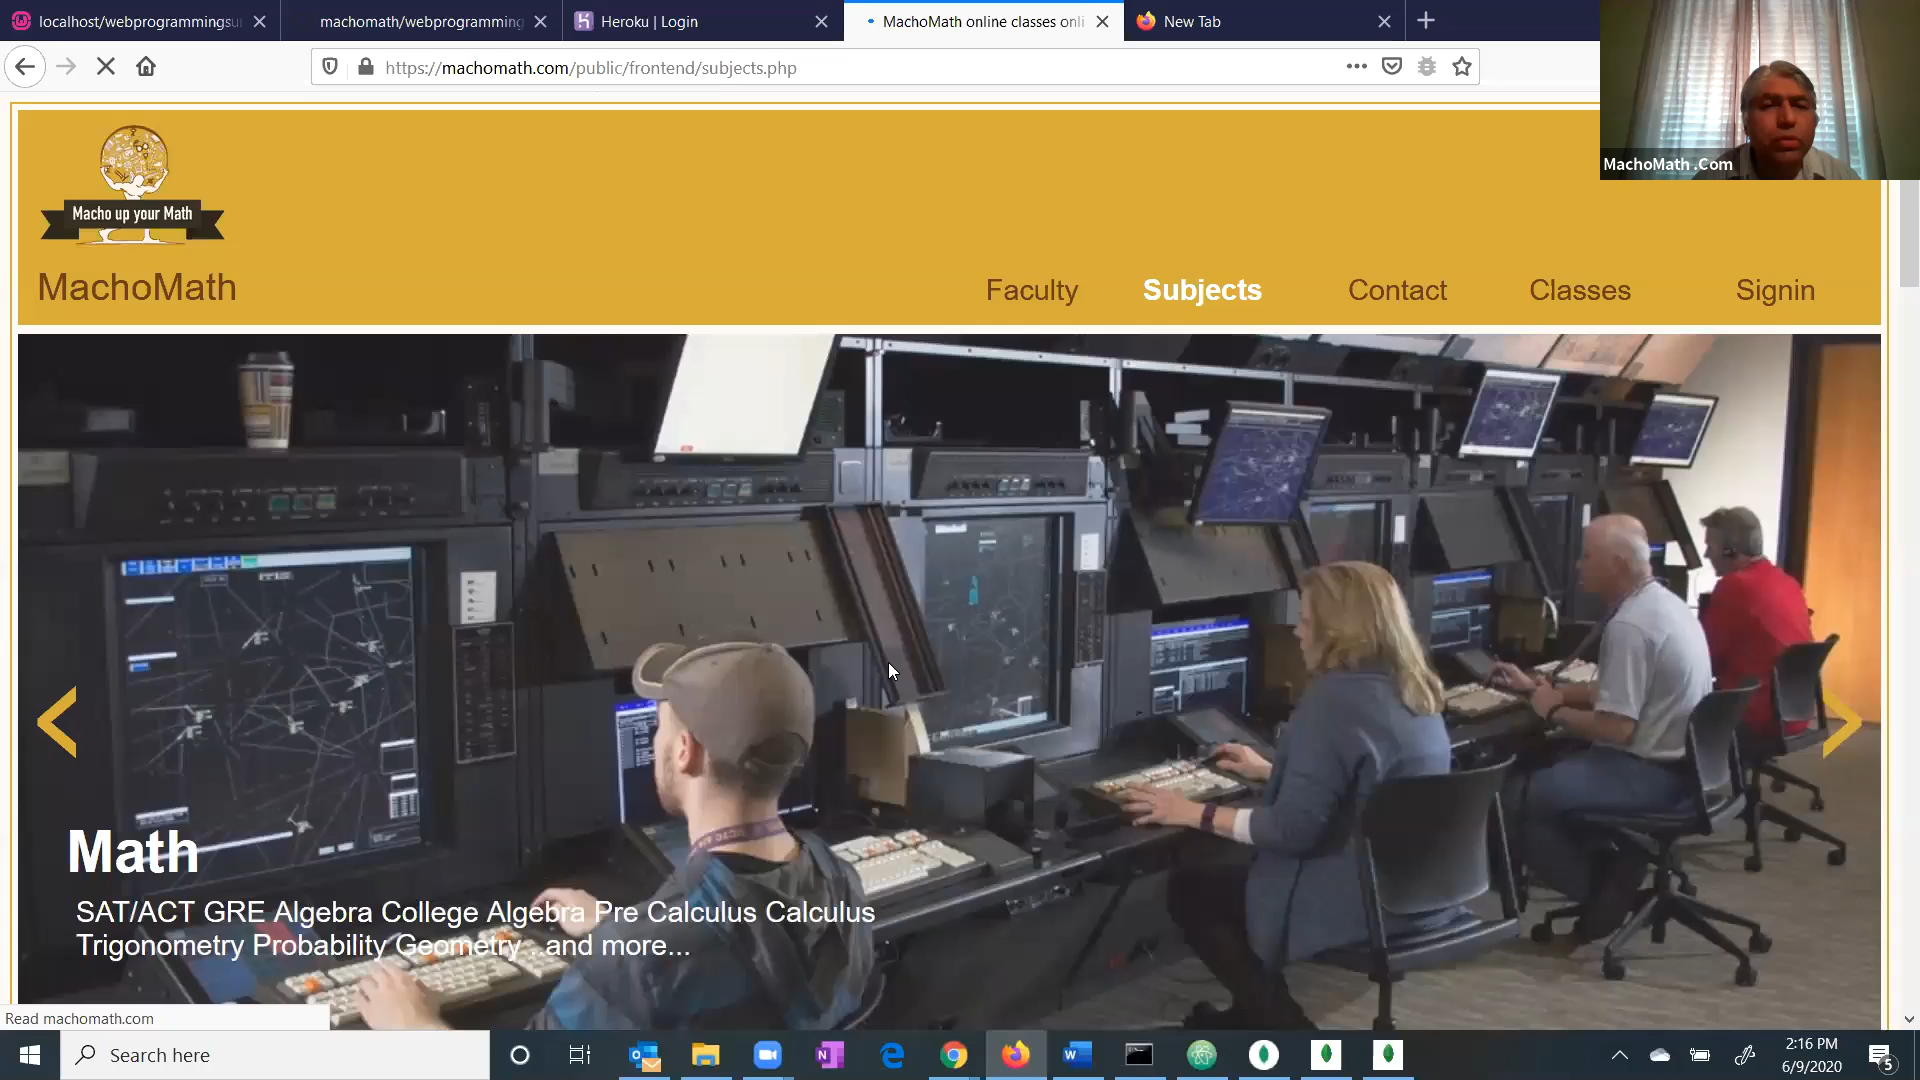 localhost/webprogrammingsu
machomath/webprogramming
Heroku | Login
MachoMath online classes onli
New Tab
https://machomath.com/public/frontend/subjects.php
MachoMath .Com
Macho up your Math
MachoMath
Faculty
Subjects
Contact
Classes
Signin
Math
SAT/ACT GRE Algebra College Algebra Pre Calculus Calculus
Trigonometry Probability Geometry ...and more...
Read machomath.com
Search here
2:16 PM
6/9/2020
5